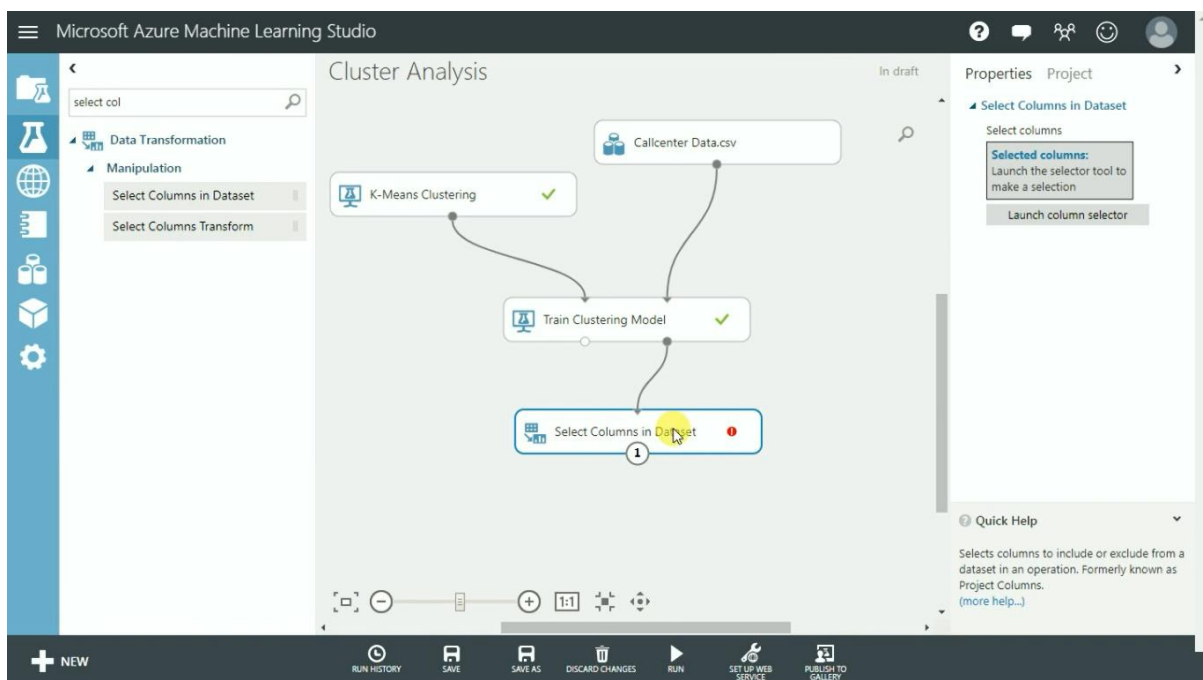 Microsoft Azure Machine Learning Studio
select col
Data Transformation
Manipulation
Select Columns in Dataset
Select Columns Transform
Cluster Analysis
In draft
Callcenter Data.csv
K-Means Clustering
Train Clustering Model
Select Columns in Dataset
1
1:1
Properties Project
Select Columns in Dataset
Select columns
Selected columns:
Launch the selector tool to
make a selection
Launch column selector
Quick Help
Selects columns to include or exclude from a
dataset in an operation. Formerly known as
Project Columns.
(more help...)
NEW
RUN HISTORY
SAVE
SAVE AS
DISCARD CHANGES
RUN
SET UP WEB
SERVICE
PUBLISH TO
GALLERY